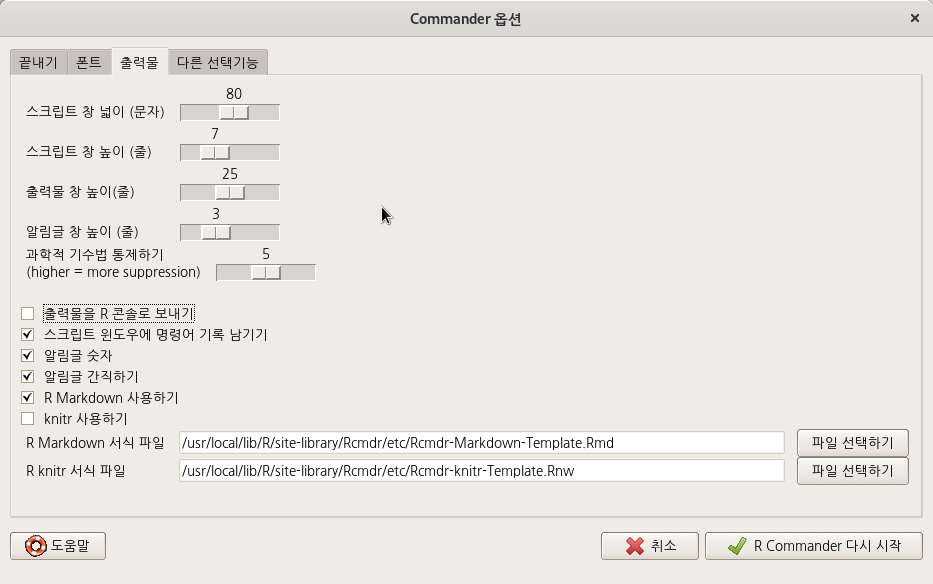 Commander 옵션
끝내기 폰트 출력물 다른 선택기능
80
스크립트 창 넓이 (문자)
7
스크립트 창 높이 (줄)
25
출력물 창 높이(줄)
3
알림글 창 높이 (줄)
과학적 기수법 통제하기 5
(higher = more suppression)
출력물을 R 콘솔로 보내기
스크립트 윈도우에 명령어 기록 남기기
알림글 숫자
알림글 간직하기
R Markdown 사용하기
knitr 사용하기
R Markdown 서식 파일 /usr/local/lib/R/site-library/Rcmdr/etc/Rcmdr-Markdown-Template.Rmd 파일 선택하기
R knitr 서식 파일 /usr/local/lib/R/site-library/Rcmdr/etc/Rcmdr-knitr-Template.Rnw 파일 선택하기
도움말 취소 R Commander 다시 시작